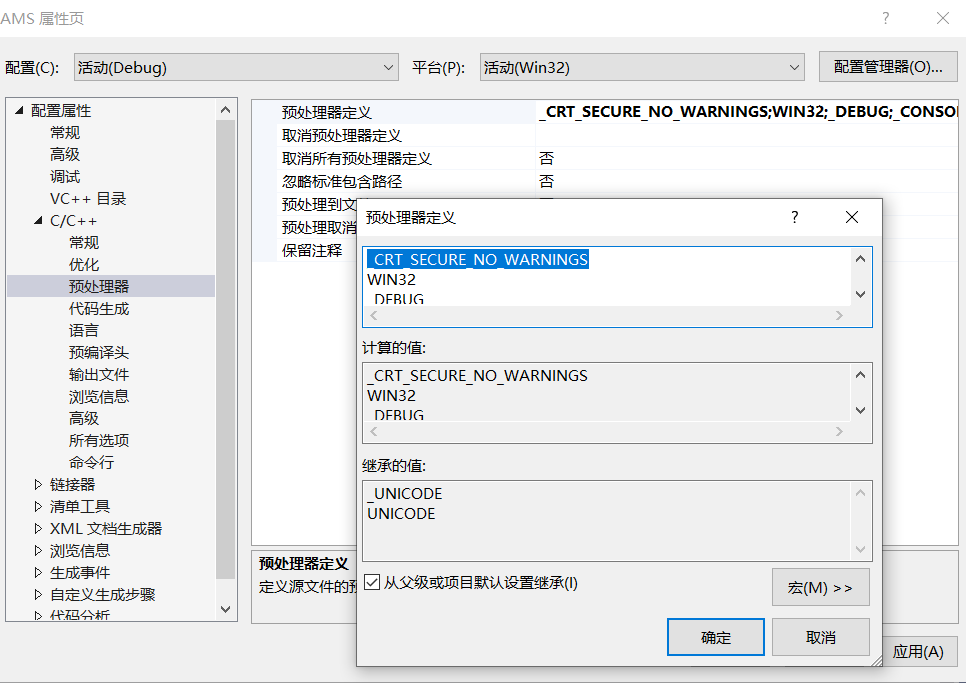 AMS 属性页
配置(C): 活动(Debug) 平台(P): 活动(Win32) 配置管理器(O)...
配置属性
常规
高级
调试
VC++ 目录
C/C++
常规
优化
预处理器
代码生成
语言
预编译头
输出文件
浏览信息
高级
所有选项
命令行
链接器
清单工具
XML 文档生成器
浏览信息
生成事件
自定义生成步骤
代码分析
预处理器定义 _CRT_SECURE_NO_WARNINGS;WIN32;_DEBUG;_CONSOL
取消预处理器定义
取消所有预处理器定义 否
忽略标准包含路径 否
预处理到文
预处理取消
保留注释
预处理器定义
定义源文件的预
预处理器定义
_CRT_SECURE_NO_WARNINGS
WIN32
_DEBUG
计算的值:
_CRT_SECURE_NO_WARNINGS
WIN32
_DEBUG
继承的值:
_UNICODE
UNICODE
从父级或项目默认设置继承(I)
宏(M) >>
确定 取消
应用(A)